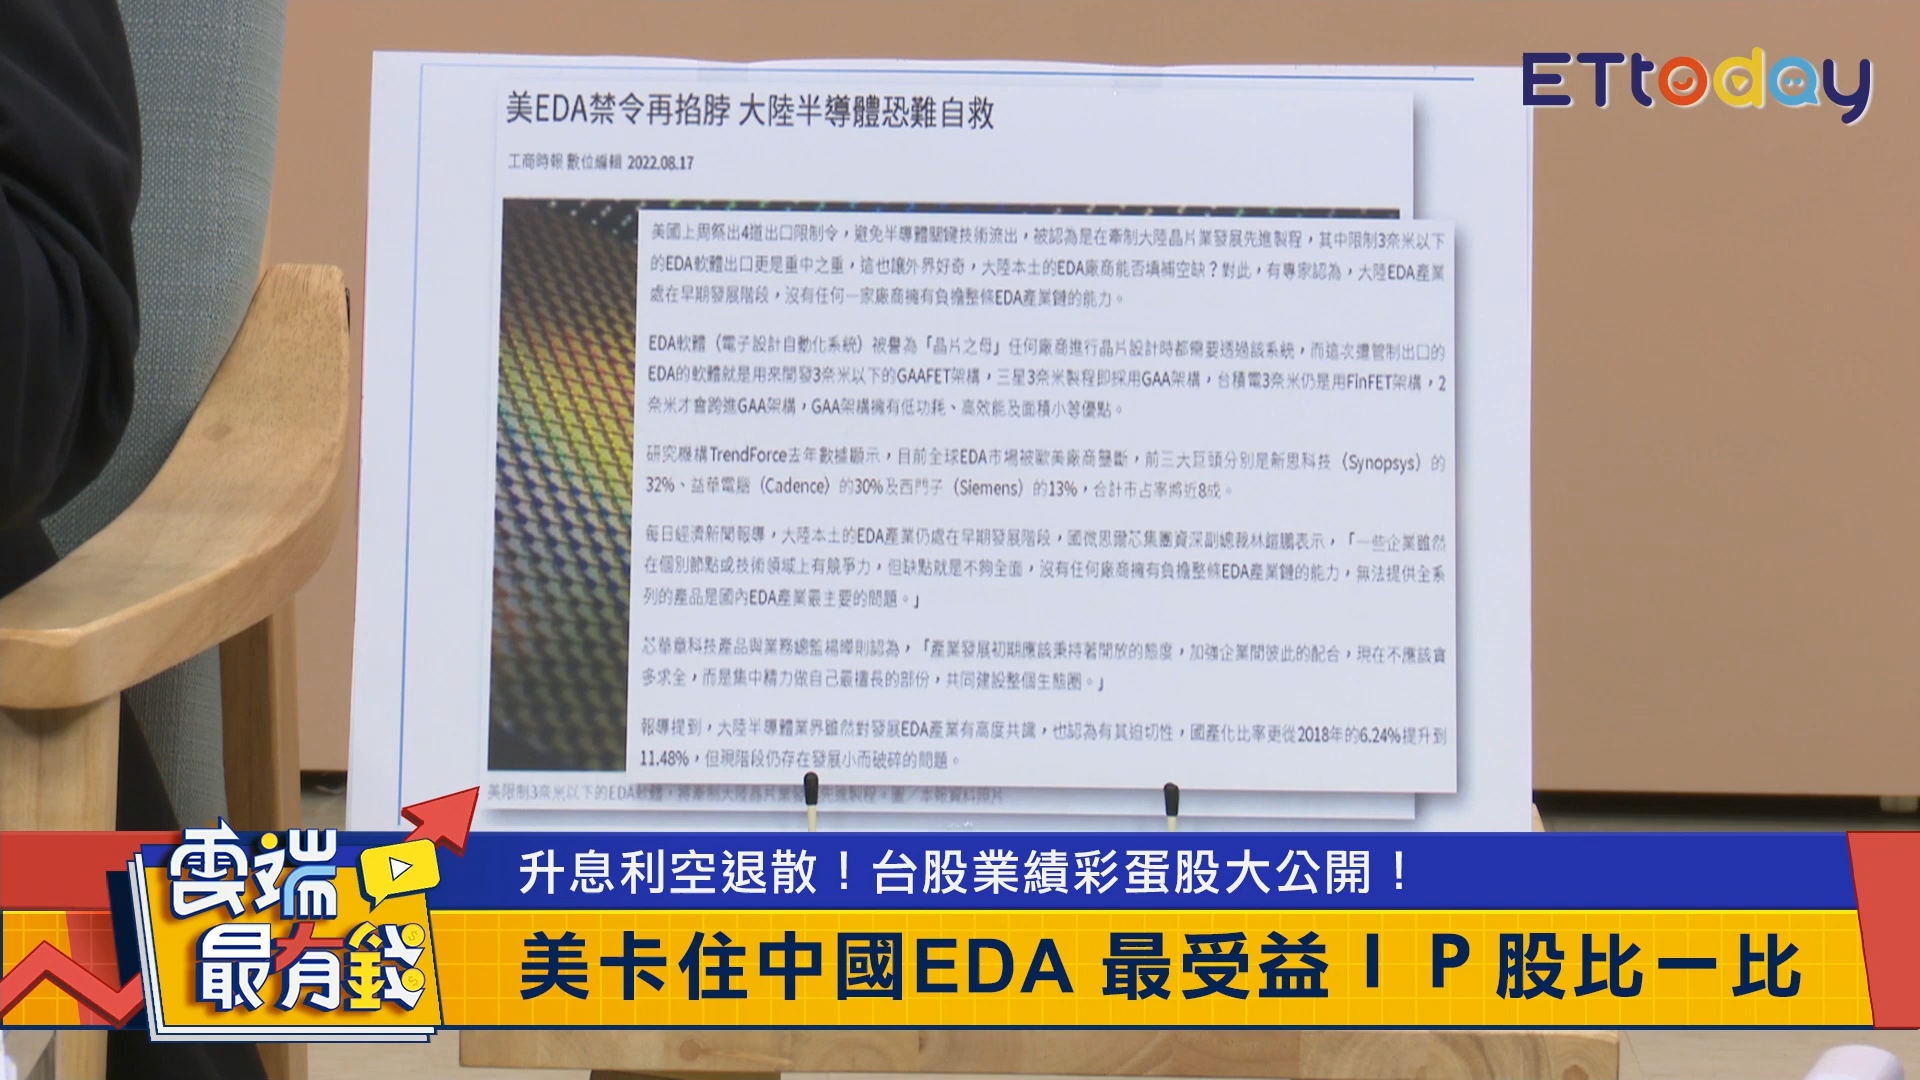 ETtoday
美EDA禁令再掐脖 大陸半導體恐難自救
工商時報 數位編輯 2022.08.17
美國上周祭出4道出口限制令，避免半導體關鍵技術流出，被認為是在牽制大陸晶片業發展先進製程，其中限制3奈米以下
的EDA軟體出口更是重中之重，這也讓外界好奇，大陸本土的EDA廠商能否填補空缺？對此，有專家認為，大陸EDA產業
處在早期發展階段，沒有任何一家廠商擁有負擔整條EDA產業鏈的能力。
EDA軟體（電子設計自動化系統）被譽為「晶片之母」任何廠商進行晶片設計時都需要透過該系統，而這次遭管制出口的
EDA的軟體就是用來開發3奈米以下的GAAFET架構，三星3奈米製程即採用GAA架構，台積電3奈米仍是用FinFET架構，2
奈米才會跨進GAA架構，GAA架構擁有低功耗、高效能及面積小等優點。
研究機構TrendForce去年數據顯示，目前全球EDA市場被歐美廠商壟斷，前三大巨頭分別是新思科技（Synopsys）的
32%、益華電腦（Cadence）的30%及西門子（Siemens）的13%，合計市占率將近8成。
每日經濟新聞報導，大陸本土的EDA產業仍處在早期發展階段，國微思爾芯集團資深副總裁林鎧鵬表示，「一些企業雖然
在個別節點或技術領域上有競爭力，但缺點就是不夠全面，沒有任何廠商擁有負擔整條EDA產業鏈的能力，無法提供全系
列的產品是國內EDA產業最主要的問題。」
芯華章科技產品與業務總監楊曄則認為，「產業發展初期應該秉持著開放的態度，加強企業間彼此的配合，現在不應該貪
多求全，而是集中精力做自己最擅長的部份，共同建設整個生態圈。」
報導提到，大陸半導體業界雖然對發展EDA產業有高度共識，也認為有其迫切性，國產化比率更從2018年的6.24%提升到
11.48%，但現階段仍存在發展小而破碎的問題。
美限制3奈米以下的EDA軟體，將牽制大陸晶片業發展先進製程。圖／本報資料照片
雲端
最有錢
升息利空退散！台股業績彩蛋股大公開！
美卡住中國EDA 最受益ＩＰ股比一比